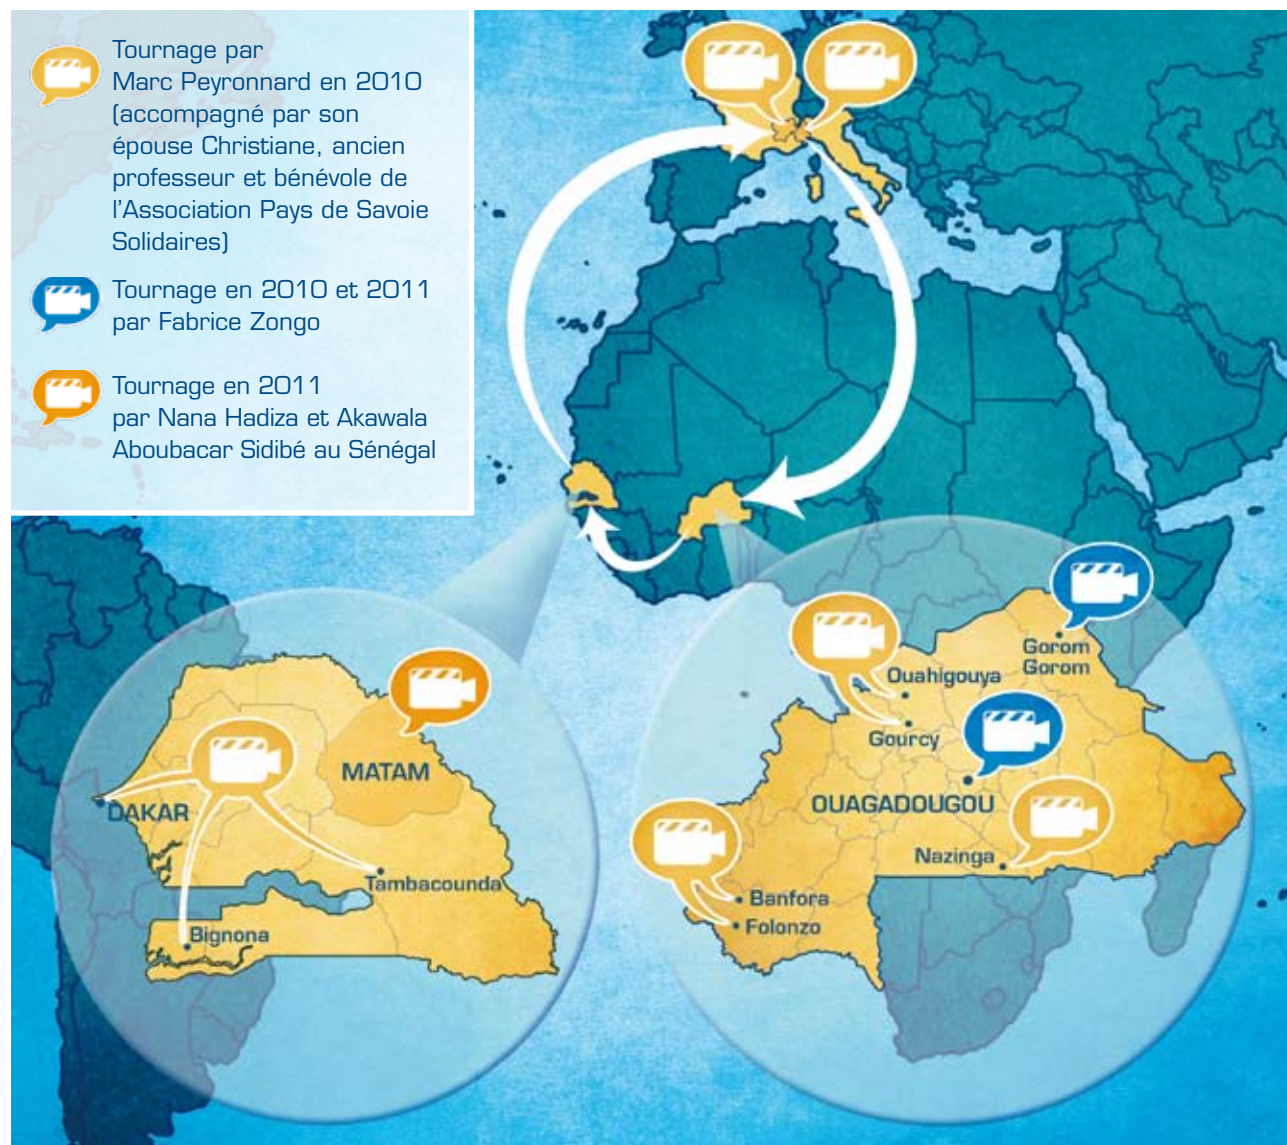 Tournage par
Marc Peyronnard en 2010
(accompagné par son
épouse Christiane, ancien
professeur et bénévole de
l'Association Pays de Savoie
Solidaires)
Tournage en 2010 et 2011
par Fabrice Zongo
Tournage en 2011
par Nana Hadiza et Akawala
Aboubacar Sidibé au Sénégal
MATAM
DAKAR
Tambacounda
Bignona
Gorom
Gorom
Ouahigouya
Gourcy
OUAGADOUGOU
Nazinga
Banfora
Folonzo